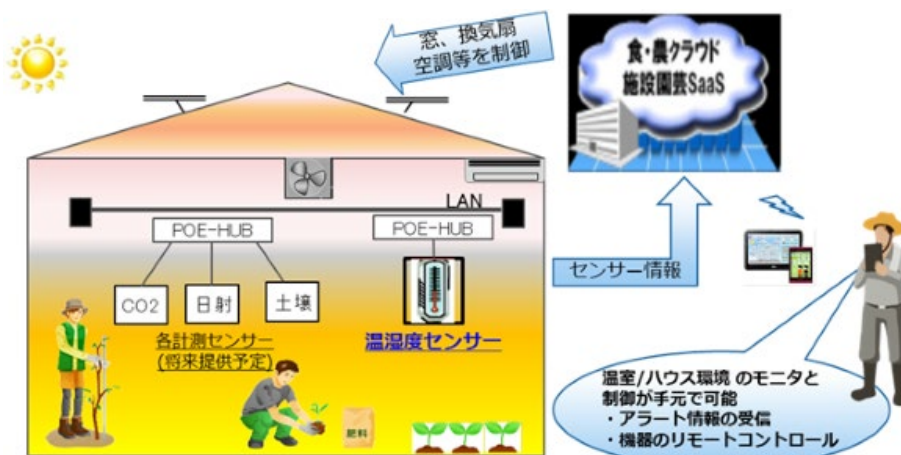 窓、換気扇
空調等を制御
食・農クラウド
施設園芸SaaS
LAN
POE-HUB
POE-HUB
センサー情報
CO2
日射
土壌
各計測センサー
(将来提供予定)
温湿度センサー
肥料
温室/ハウス環境 のモニタと
制御が手元で可能
・アラート情報の受信
・機器のリモートコントロール